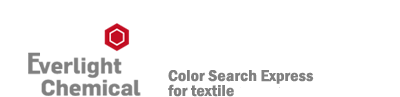 Everlight
Chemical
Color Search Express
for textile